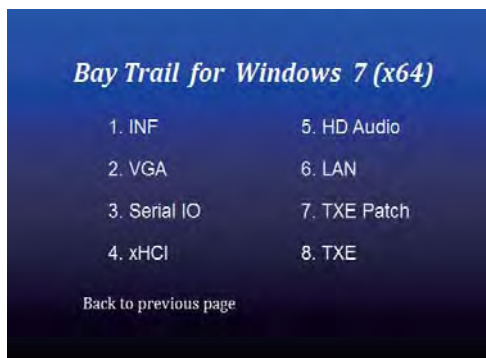 Bay Trail for Windows 7 (x64)
1. INF
2. VGA
3. Serial IO
4. xHCI
5. HD Audio
6. LAN
7. TXE Patch
8. TXE
Back to previous page